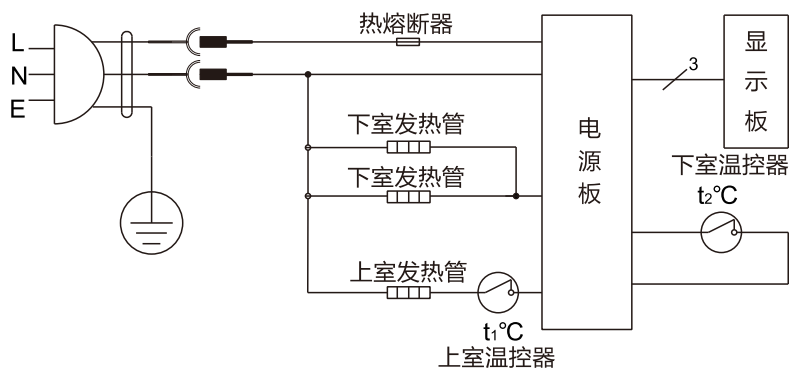 L
N
E
热熔断器
下室发热管
下室发热管
上室发热管
t₁℃
上室温控器
电源板
3
显示板
下室温控器
t₂℃